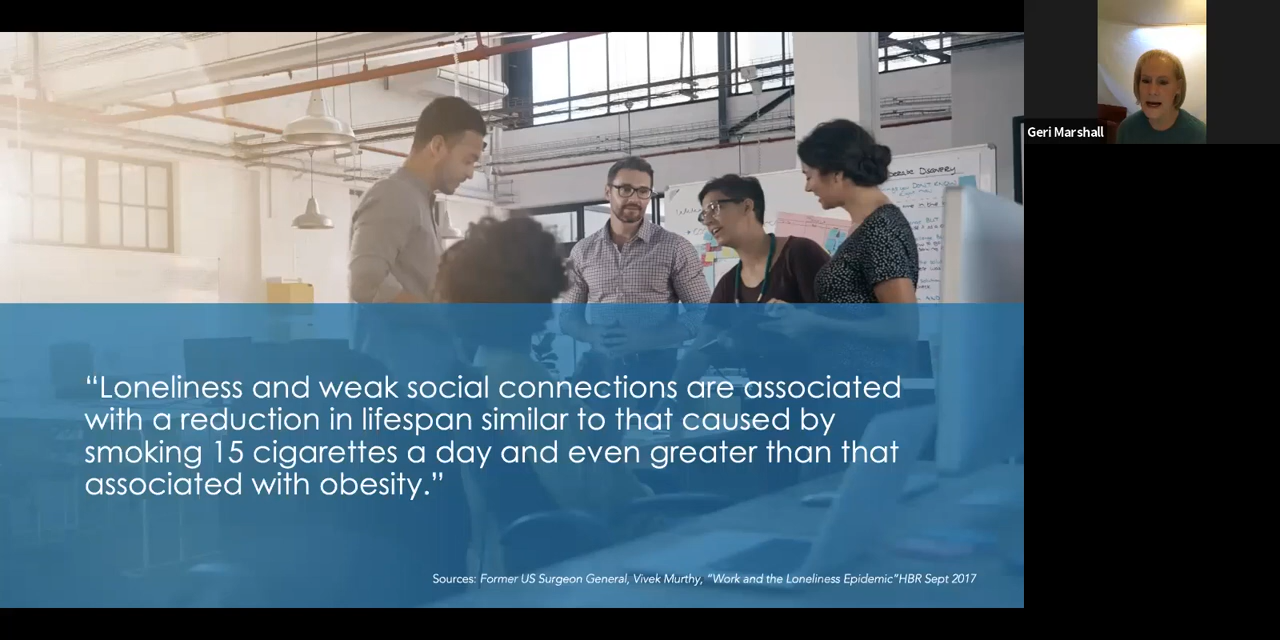 “Loneliness and weak social connections are associated
with a reduction in lifespan similar to that caused by
smoking 15 cigarettes a day and even greater than that
associated with obesity.”
Sources: Former US Surgeon General, Vivek Murthy, “Work and the Loneliness Epidemic”HBR Sept 2017
Geri Marshall